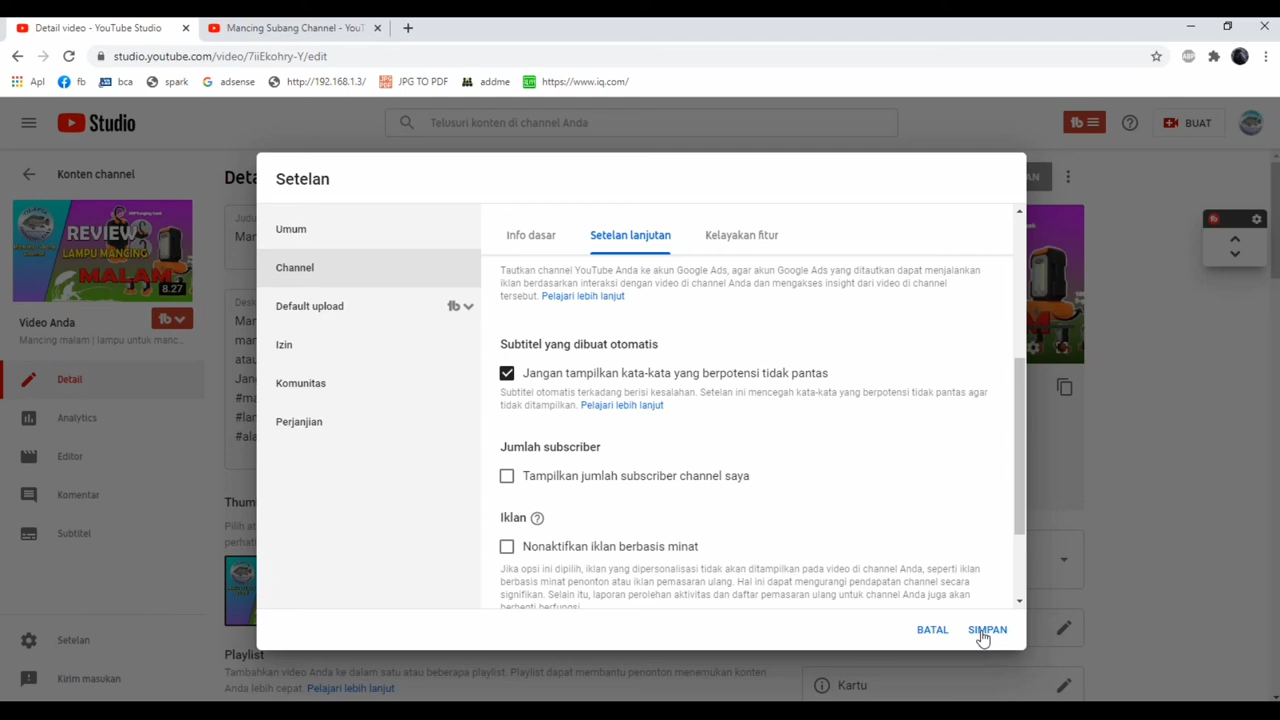 Detail video - YouTube Studio
Mancing Subang Channel - YouT
studio.youtube.com/video/7iiEkohry-Y/edit
Apl
fb
bca
spark
adsense
http://192.168.1.3/
JPG TO PDF
addme
https://www.iq.com/
Studio
Telusuri konten di channel Anda
BUAT
Konten channel
Setelan
REVIEW
LAMPU MANCING
MALAM
8.27
Video Anda
Mancing malam | lampu untuk manc...
Detail
Analytics
Editor
Komentar
Subtitel
Setelan
Kirim masukan
Umum
Channel
Default upload
Izin
Komunitas
Perjanjian
Info dasar
Setelan lanjutan
Kelayakan fitur
Tautkan channel YouTube Anda ke akun Google Ads, agar akun Google Ads yang ditautkan dapat menjalankan
iklan berdasarkan interaksi dengan video di channel Anda dan mengakses insight dari video di channel
tersebut. Pelajari lebih lanjut
Subtitel yang dibuat otomatis
Jangan tampilkan kata-kata yang berpotensi tidak pantas
Subtitel otomatis terkadang berisi kesalahan. Setelan ini mencegah kata-kata yang berpotensi tidak pantas agar
tidak ditampilkan. Pelajari lebih lanjut
Jumlah subscriber
Tampilkan jumlah subscriber channel saya
Iklan
Nonaktifkan iklan berbasis minat
Jika opsi ini dipilih, iklan yang dipersonalisasi tidak akan ditampilkan pada video di channel Anda, seperti iklan
berbasis minat penonton atau iklan pemasaran ulang. Hal ini dapat mengurangi pendapatan channel secara
signifikan. Selain itu, laporan perolehan aktivitas dan daftar pemasaran ulang untuk channel Anda juga akan
berhenti berfungsi.
BATAL
SIMPAN
Playlist
Tambahkan video Anda ke dalam satu atau beberapa playlist. Playlist dapat membantu penonton menemukan konten
Anda lebih cepat. Pelajari lebih lanjut
Kartu